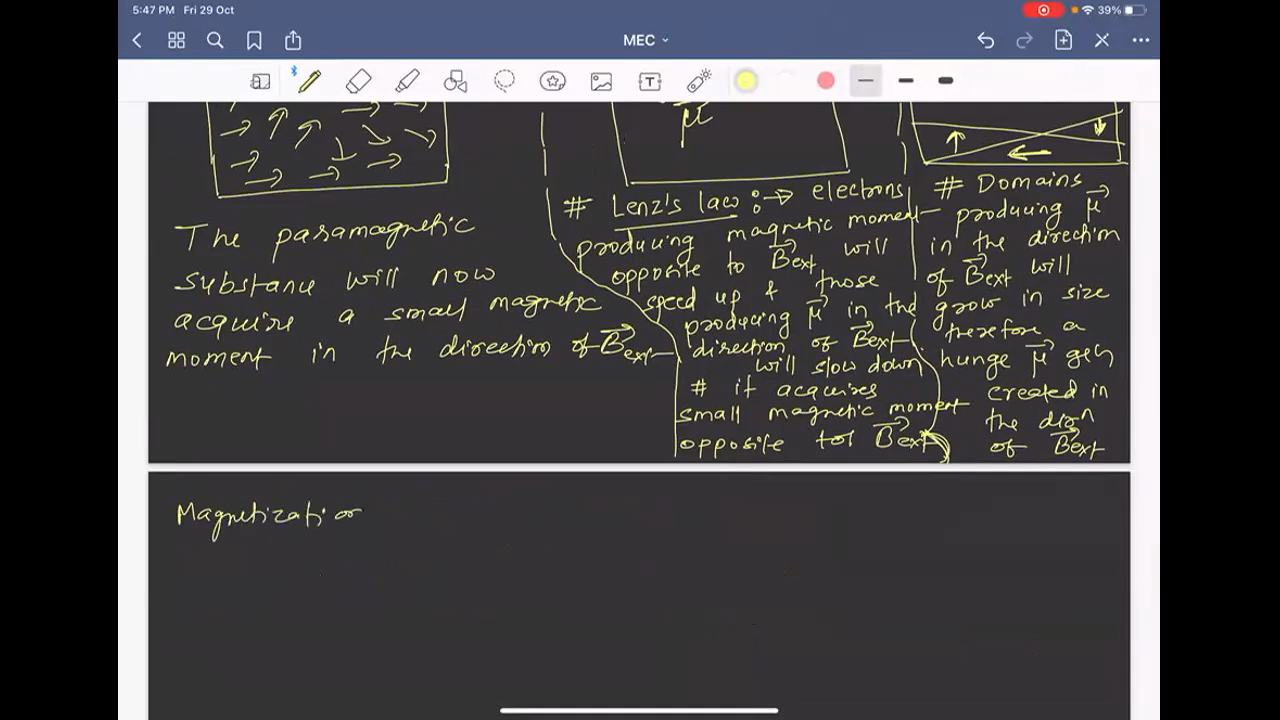 5:47 PM Fri 29 Oct
39%
MEC
T
μ
The paramagnetic
substance will now
acquire a small magnetic
moment in the direction of Bext
# Lenz's law :→ electrons
producing magnetic moment
opposite to Bext will
speed up & those
producing μ in the
direction of Bext
will slow down
# it acquires
small magnetic moment
opposite tot Bext
# Domains
producing μ
in the direction
of Bext will
grow in size
therefore a
hunge μ gets
created in
the dirn
of Bext
Magnetization